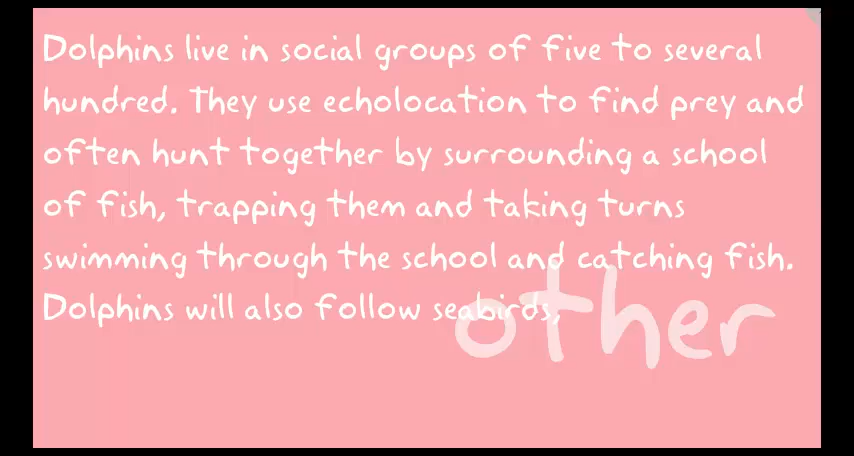 Dolphins live in social groups of five to several
hundred. They use echolocation to find prey and
often hunt together by surrounding a school
of fish, trapping them and taking turns
swimming through the school and catching fish.
Dolphins will also follow seabirds,
other